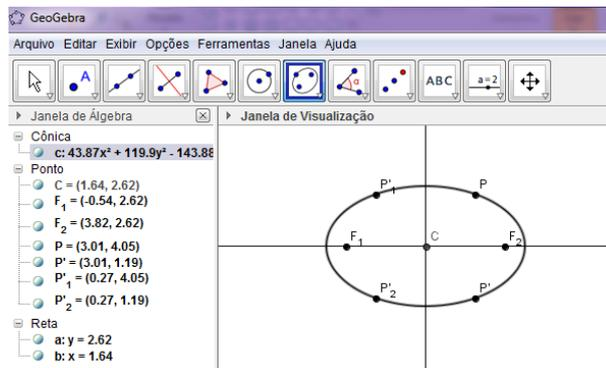 GeoGebra
Arquivo Editar Exibir Opções Ferramentas Janela Ajuda
A
α
ABC
a=2
Janela de Álgebra
Janela de Visualização
Cônica
c: 43.87x² + 119.9y² - 143.88
Ponto
C = (1.64, 2.62)
F₁ = (-0.54, 2.62)
F₂ = (3.82, 2.62)
P = (3.01, 4.05)
P' = (3.01, 1.19)
P'₁ = (0.27, 4.05)
P'₂ = (0.27, 1.19)
Reta
a: y = 2.62
b: x = 1.64
P'₁ P
F₁ C F₂
P'₂ P'